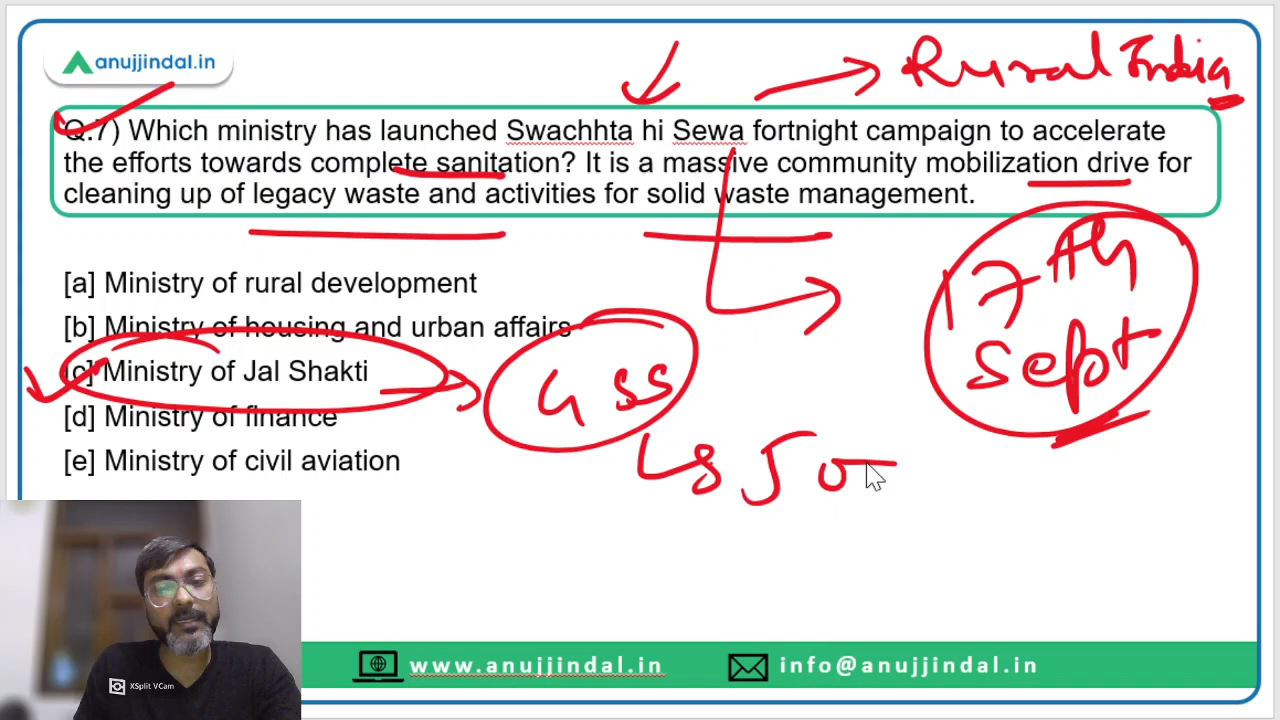 anujjindal.in
Rural India
Q.7) Which ministry has launched Swachhta hi Sewa fortnight campaign to accelerate
the efforts towards complete sanitation? It is a massive community mobilization drive for
cleaning up of legacy waste and activities for solid waste management.
17th
Sept
[a] Ministry of rural development
[b] Ministry of housing and urban affairs
[c] Ministry of Jal Shakti
[d] Ministry of finance
[e] Ministry of civil aviation
XSplit VCam
www.anujjindal.in
info@anujjindal.in